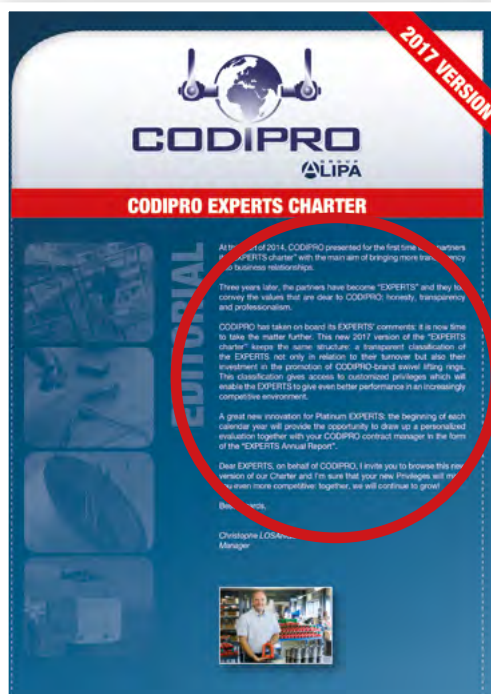 2017 VERSION
CODIPRO
GROUP
ALIPA
CODIPRO EXPERTS CHARTER
EDITORIAL
of 2014, CODIPRO presented for the first time partners
"EXPERTS charter" with the main aim of bringing more transparency
business relationships.
Three years later, the partners have become "EXPERTS" and they
convey the values that are dear to CODIPRO: honesty, transparency
and professionalism.
CODIPRO has taken on board its EXPERTS' comments: it is now time
to take the matter further. This new 2017 version of the "EXPERTS
charter" keeps the same structure: a transparent classification of
the EXPERTS not only in relation to their turnover but also their
investment in the promotion of CODIPRO-brand swivel lifting rings.
This classification gives access to customized privileges which will
enable the EXPERTS to give even better performance in an increasingly
competitive environment.
A great new innovation for Platinum EXPERTS: the beginning of each
calendar year will provide the opportunity to draw up a personalized
evaluation together with your CODIPRO contract manager in the form
of the "EXPERTS Annual Report".
Dear EXPERTS, on behalf of CODIPRO, I invite you to browse this new
version of our Charter and I'm sure that your new Privileges will
you even more competitive: together, we will continue to grow!
Christophe
Manager